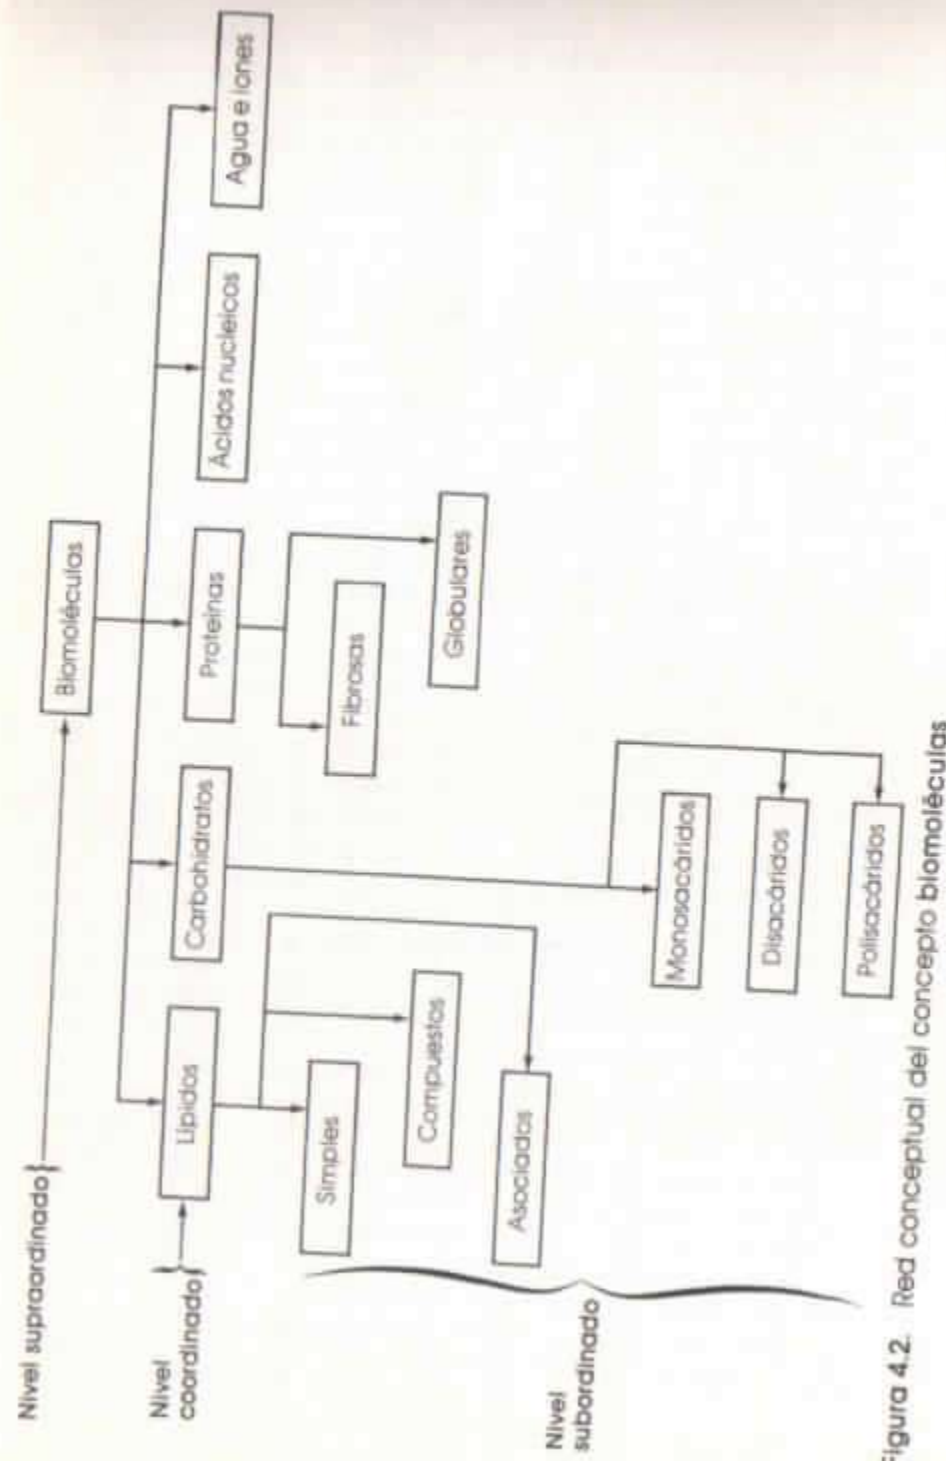 Nivel supraordinado
Biomoléculas
Nivel
coordinado
Lípidos
Carbohidratos
Proteínas
Ácidos nucleicos
Agua e iones
Nivel
subordinado
Simples
Compuestos
Asociados
Fibrosas
Globulares
Monosacáridos
Disacáridos
Polisacáridos
Figura 4.2. Red conceptual del concepto biomoléculas